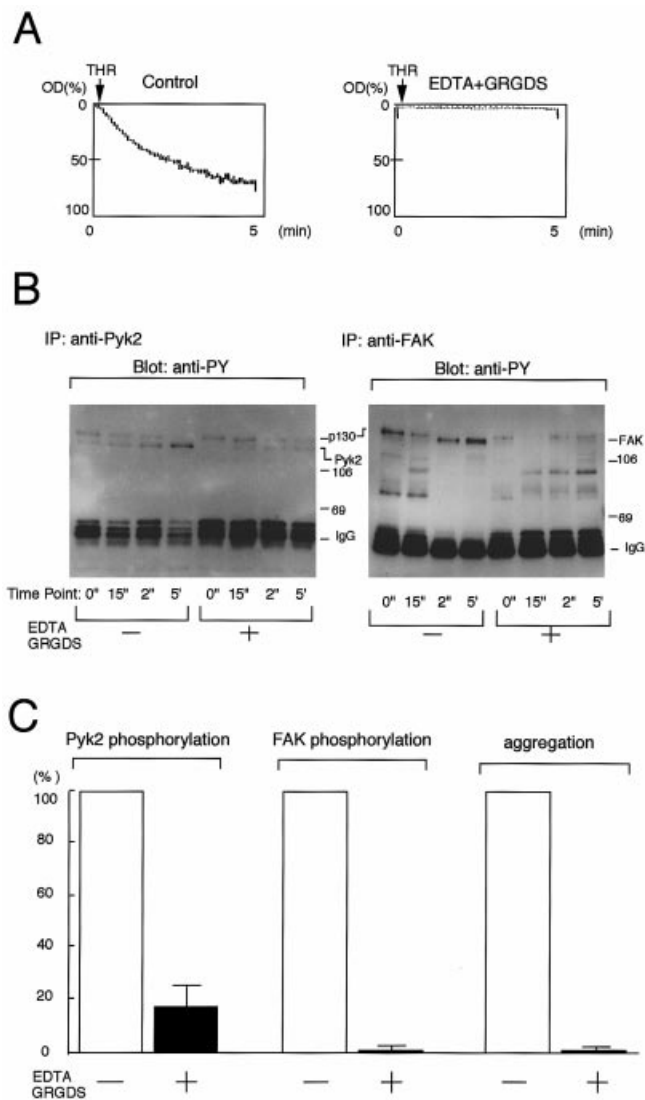 A
THR
Control
OD(%)
0
50
100
0 5 (min)
THR
EDTA+GRGDS
OD(%)
0
50
100
0 5 (min)
B
IP: anti-Pyk2
Blot: anti-PY
p130
Pyk2
106
69
IgG
Time Point: 0" 15" 2" 5' 0" 15" 2" 5'
EDTA
GRGDS
— +
IP: anti-FAK
Blot: anti-PY
FAK
106
69
IgG
0" 15" 2" 5' 0" 15" 2" 5'
— +
C
Pyk2 phosphorylation FAK phosphorylation aggregation
(%)
100
80
60
40
20
0
EDTA
GRGDS
— + — + — +